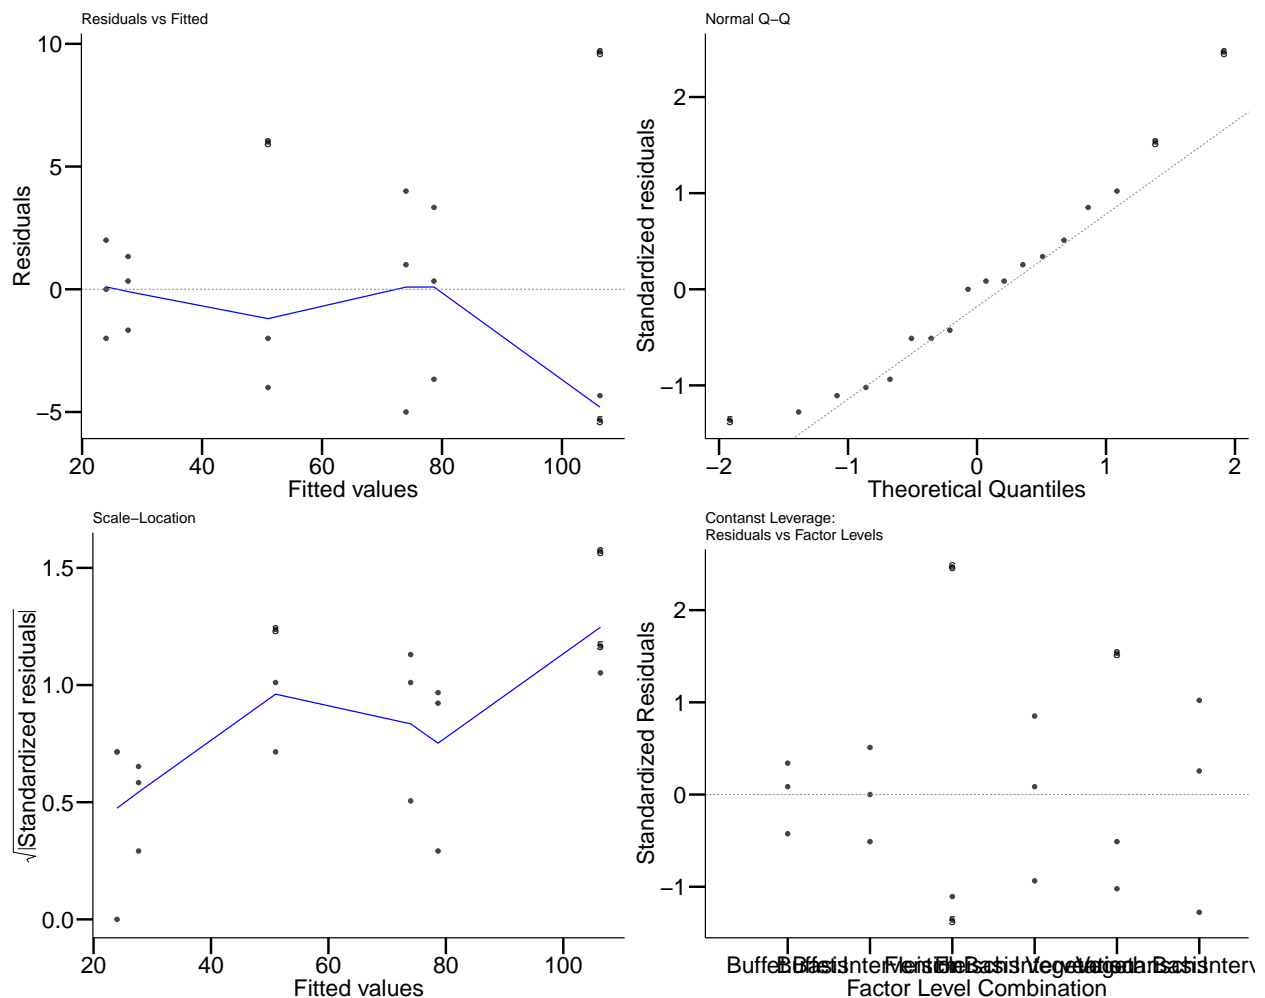 Residuals vs Fitted
10
5
0
−5
Residuals
20 40 60 80 100
Fitted values
Normal Q−Q
2
1
0
−1
Standardized residuals
−2 −1 0 1 2
Theoretical Quantiles
Scale−Location
1.5
1.0
0.5
0.0
√|Standardized residuals|
20 40 60 80 100
Fitted values
Contanst Leverage:
Residuals vs Factor Levels
2
1
0
−1
Standardized Residuals
Factor Level Combination